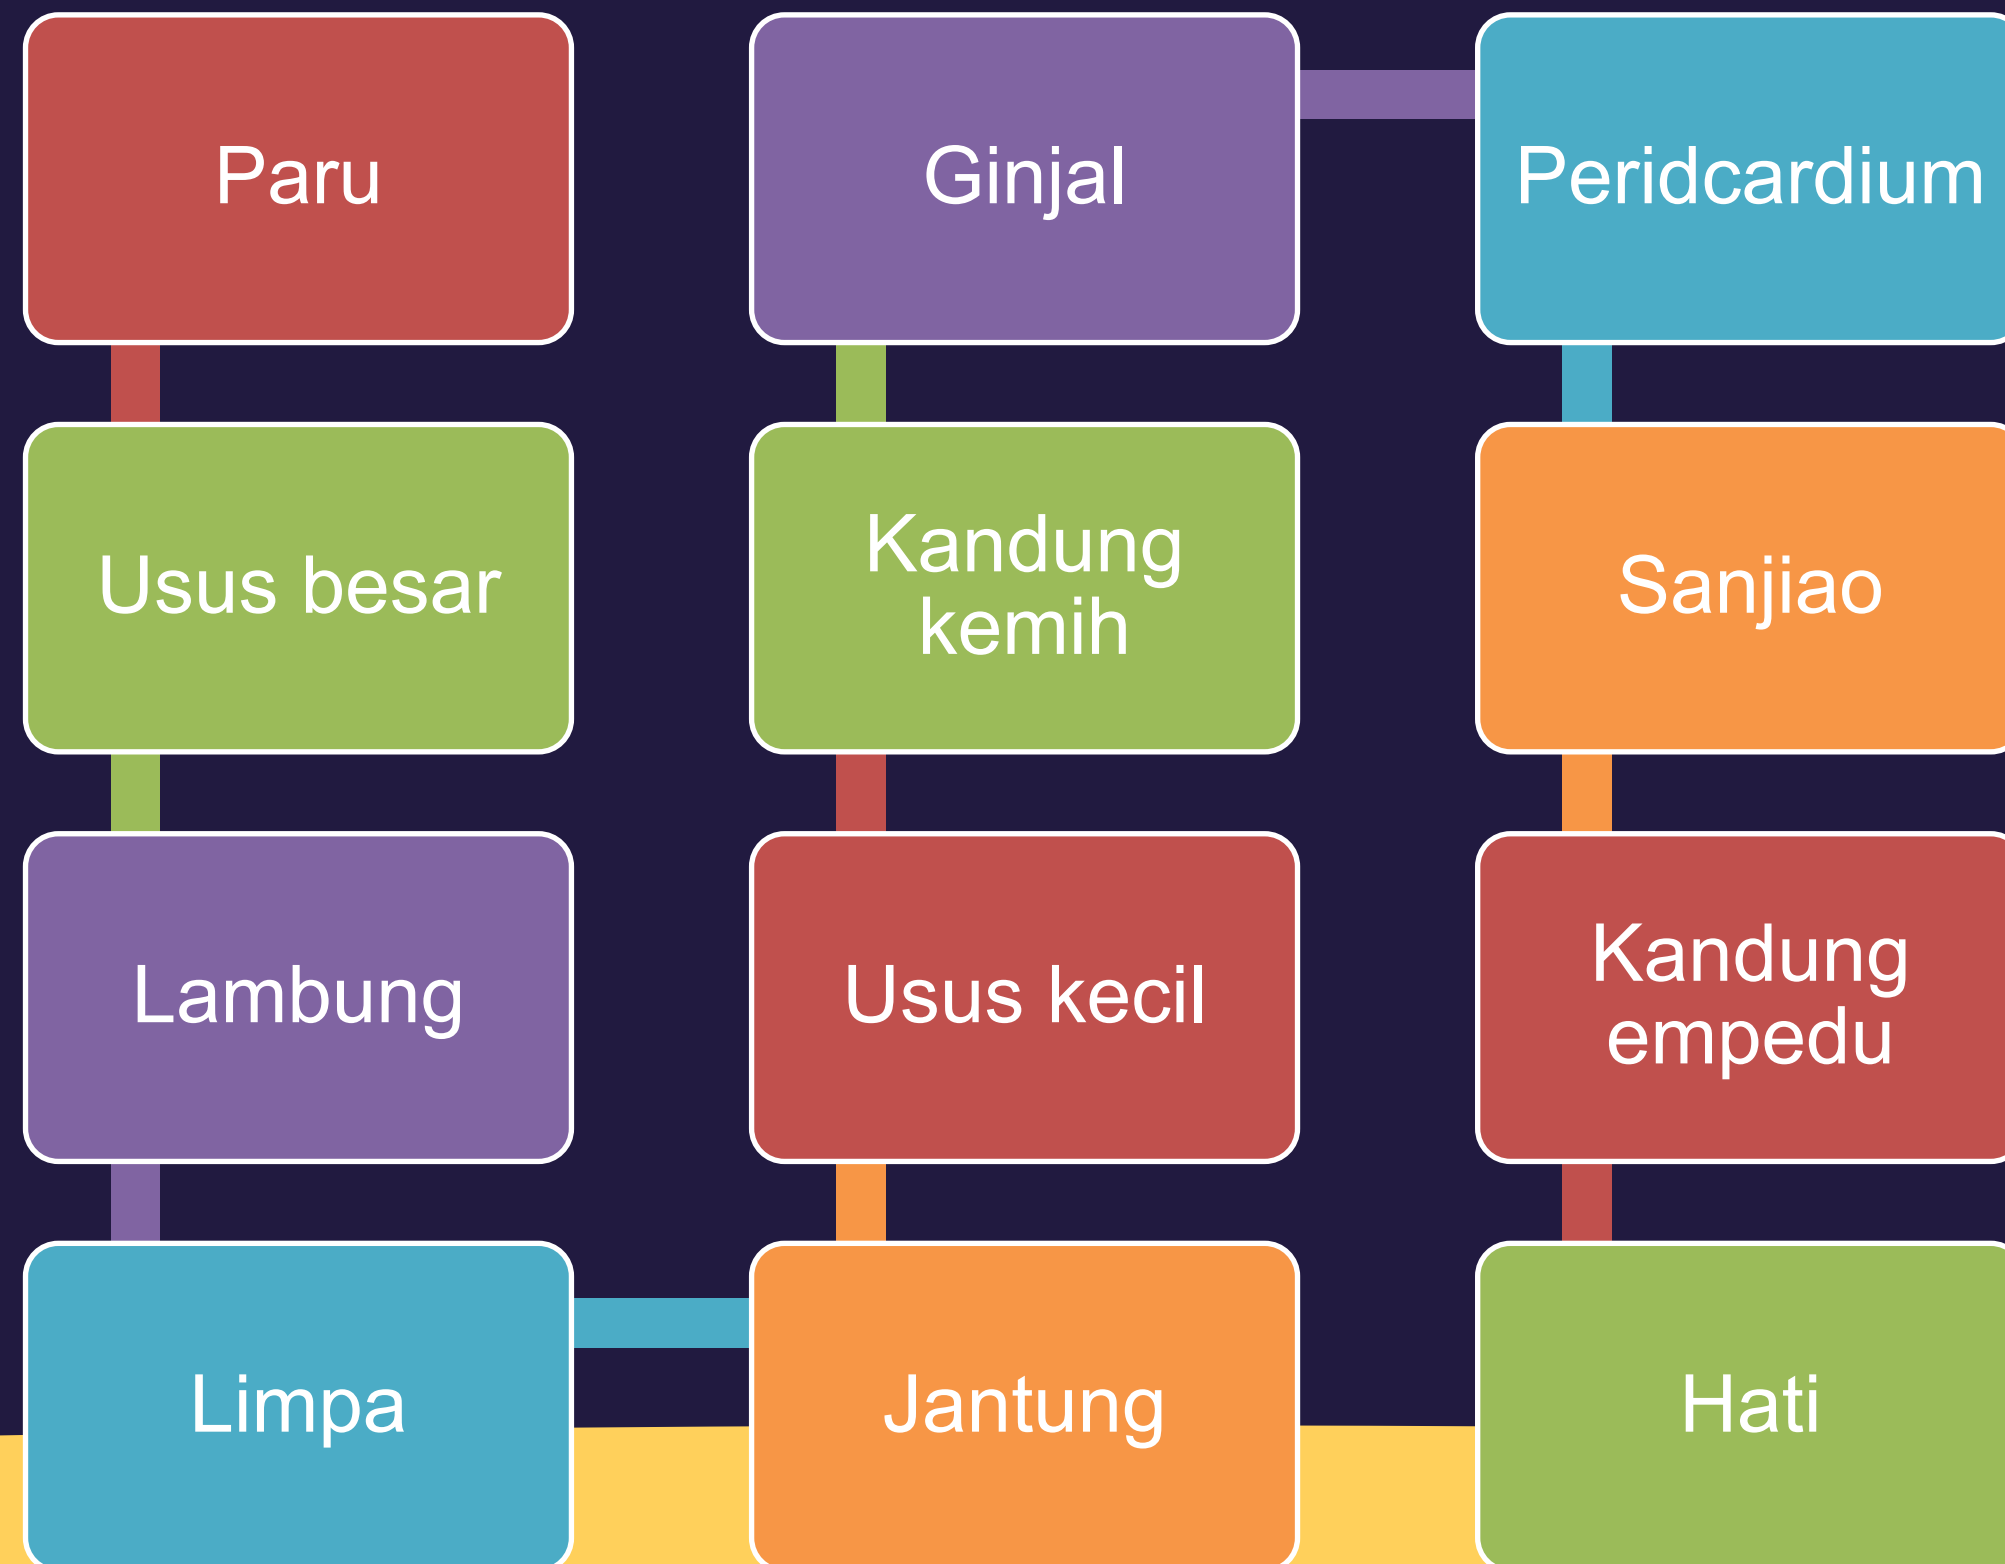 Paru
Usus besar
Lambung
Limpa
Jantung
Usus kecil
Kandung
kemih
Ginjal
Peridcardium
Sanjiao
Kandung
empedu
Hati